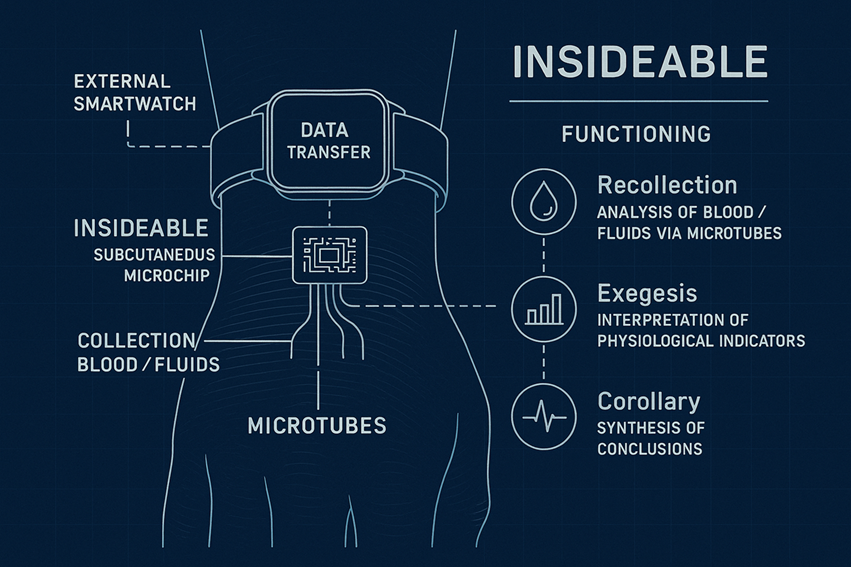 EXTERNAL
SMARTWATCH
DATA
TRANSFER
INSIDEABLE
SUBCUTANEDUS
MICROCHIP
COLLECTION
BLOOD / FLUIDS
MICROTUBES
INSIDEABLE
FUNCTIONING
Recollection
ANALYSIS OF BLOOD /
FLUIDS VIA MICROTUBES
Exegesis
INTERPRETATION OF
PHYSIOLOGICAL INDICATORS
Corollary
SYNTHESIS OF
CONCLUSIONS